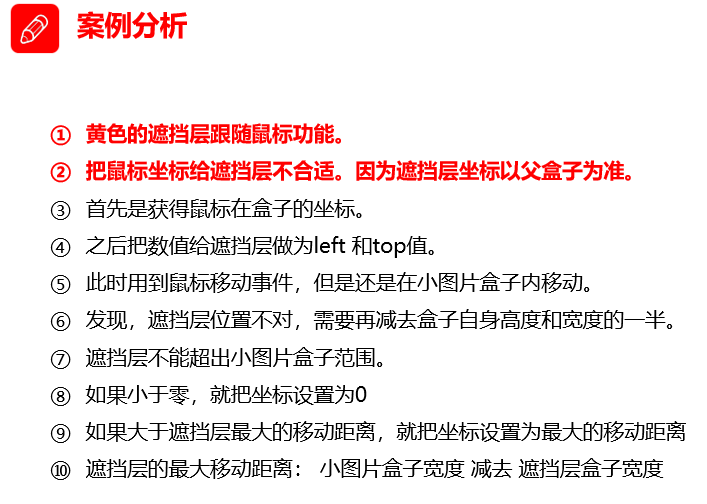 案例分析
① 黄色的遮挡层跟随鼠标功能。
② 把鼠标坐标给遮挡层不合适。因为遮挡层坐标以父盒子为准。
③ 首先是获得鼠标在盒子的坐标。
④ 之后把数值给遮挡层做为left 和top值。
⑤ 此时用到鼠标移动事件，但是还是在小图片盒子内移动。
⑥ 发现，遮挡层位置不对，需要再减去盒子自身高度和宽度的一半。
⑦ 遮挡层不能超出小图片盒子范围。
⑧ 如果小于零，就把坐标设置为0
⑨ 如果大于遮挡层最大的移动距离，就把坐标设置为最大的移动距离
⑩ 遮挡层的最大移动距离： 小图片盒子宽度 减去 遮挡层盒子宽度